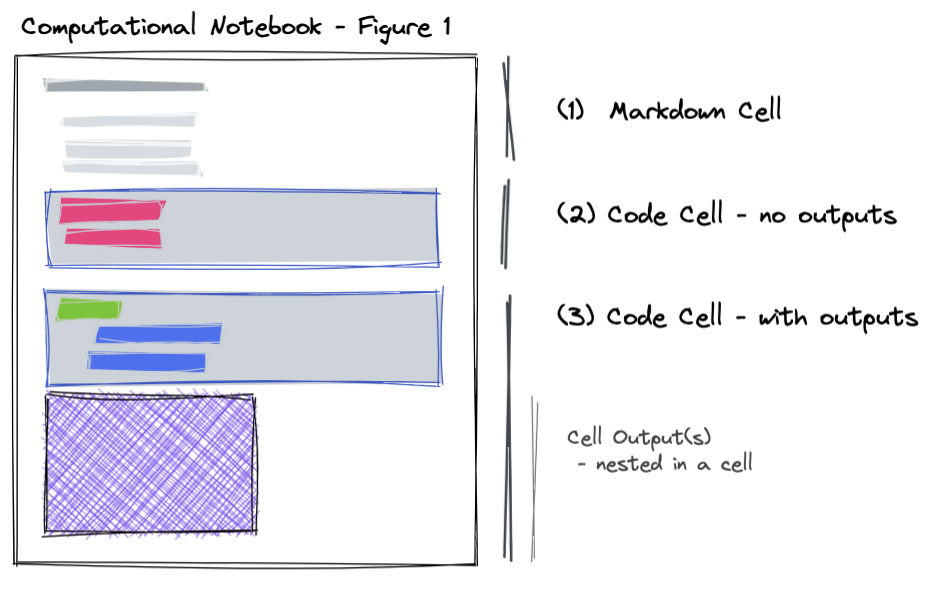 Computational Notebook - Figure 1
(1) Markdown Cell
(2) Code Cell - no outputs
(3) Code Cell - with outputs
Cell Output(s)
- nested in a cell